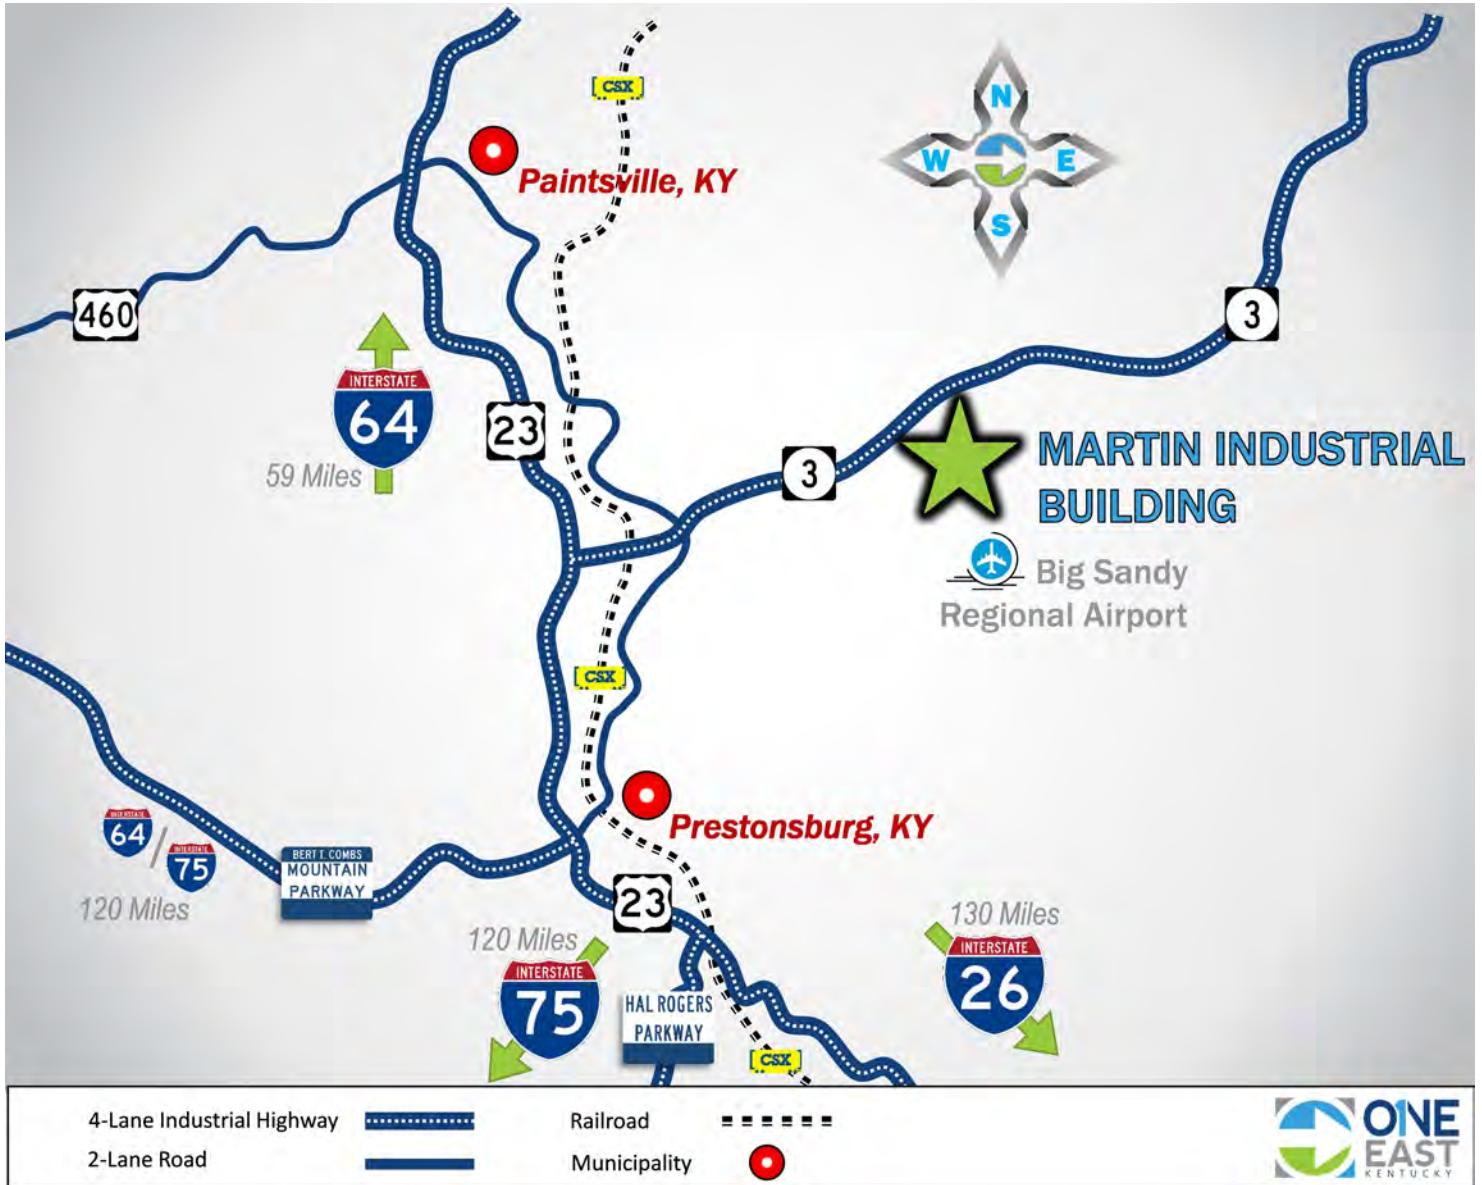 CSX
N
W
E
S
Paintsville, KY
460
3
INTERSTATE
64
59 Miles
23
3
MARTIN INDUSTRIAL
BUILDING
Big Sandy
Regional Airport
CSX
Prestonsburg, KY
INTERSTATE
64
/
INTERSTATE
75
120 Miles
BERT T. COMBS
MOUNTAIN
PARKWAY
23
120 Miles
INTERSTATE
75
HAL ROGERS
PARKWAY
130 Miles
INTERSTATE
26
CSX
4-Lane Industrial Highway
Railroad
2-Lane Road
Municipality
ONE
EAST
KENTUCKY